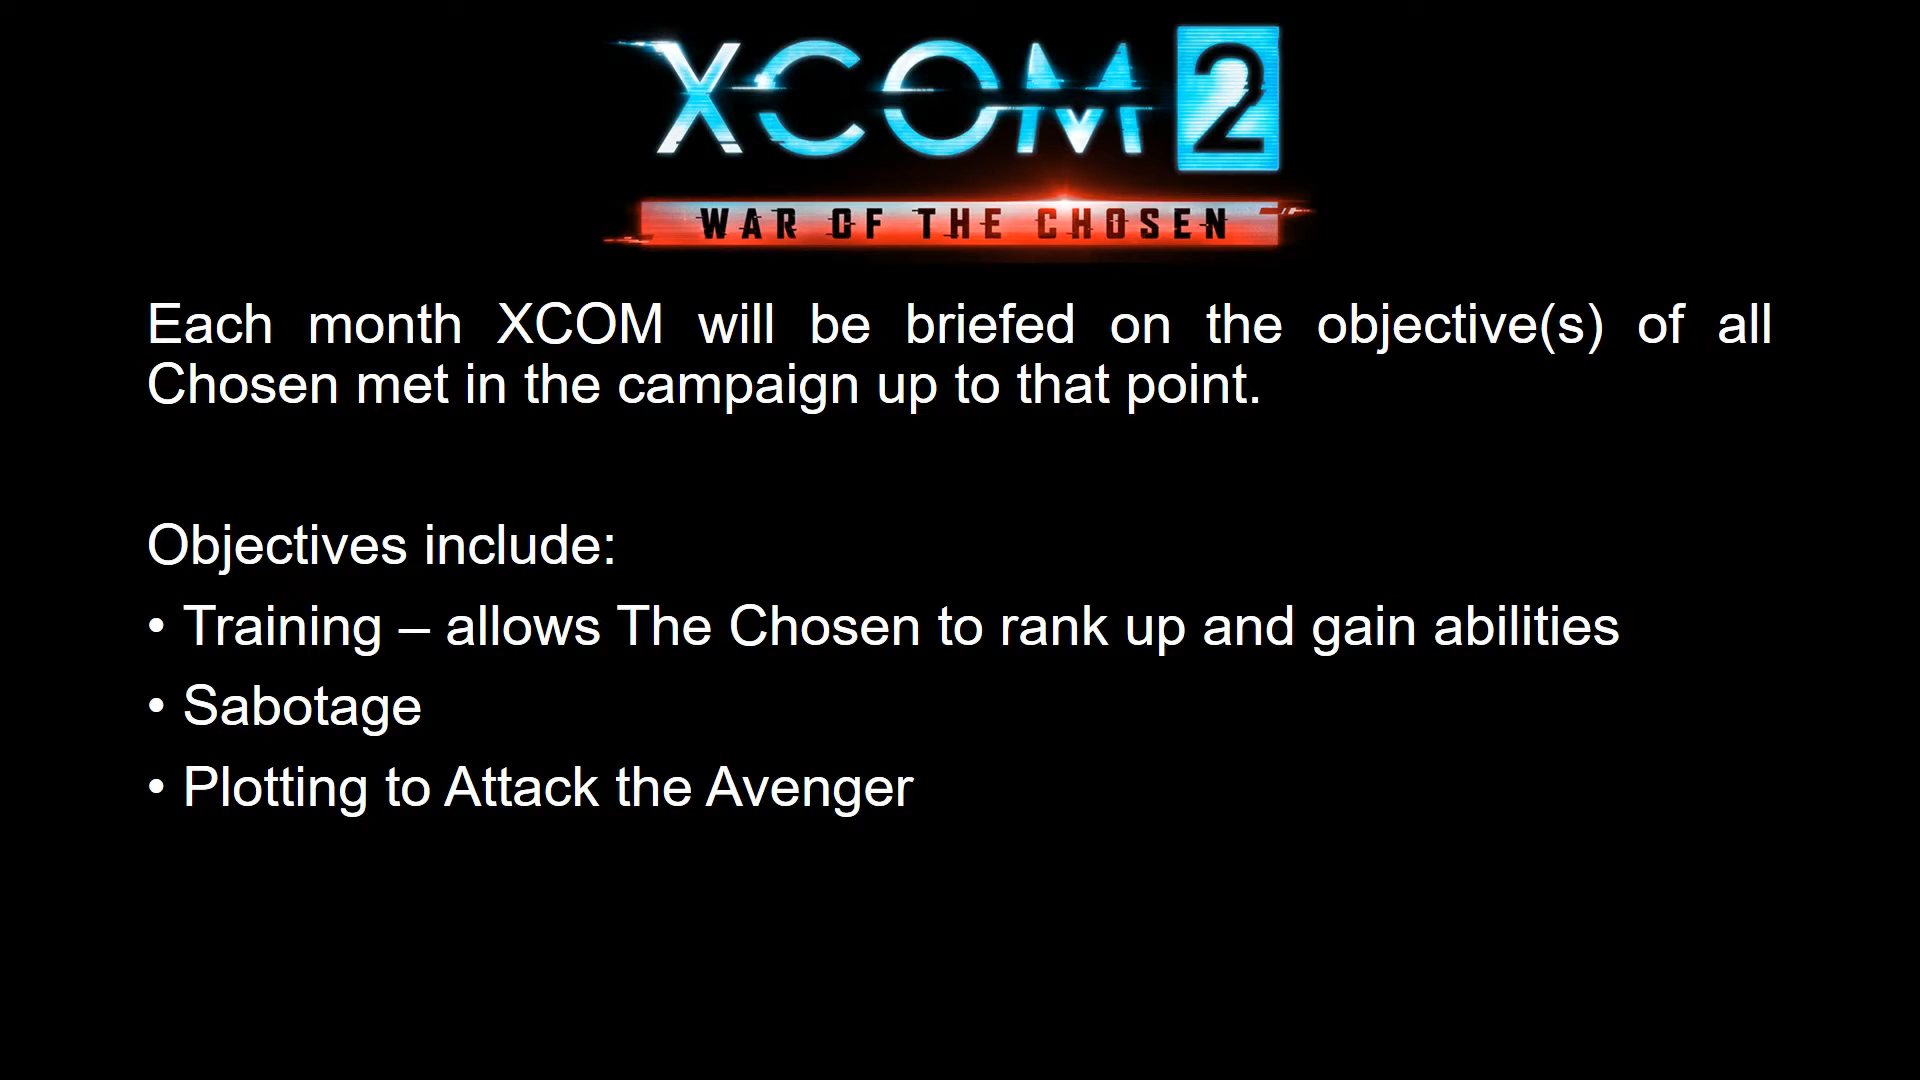 XCOM 2
WAR OF THE CHOSEN
Each month XCOM will be briefed on the objective(s) of all
Chosen met in the campaign up to that point.
Objectives include:
• Training – allows The Chosen to rank up and gain abilities
• Sabotage
• Plotting to Attack the Avenger